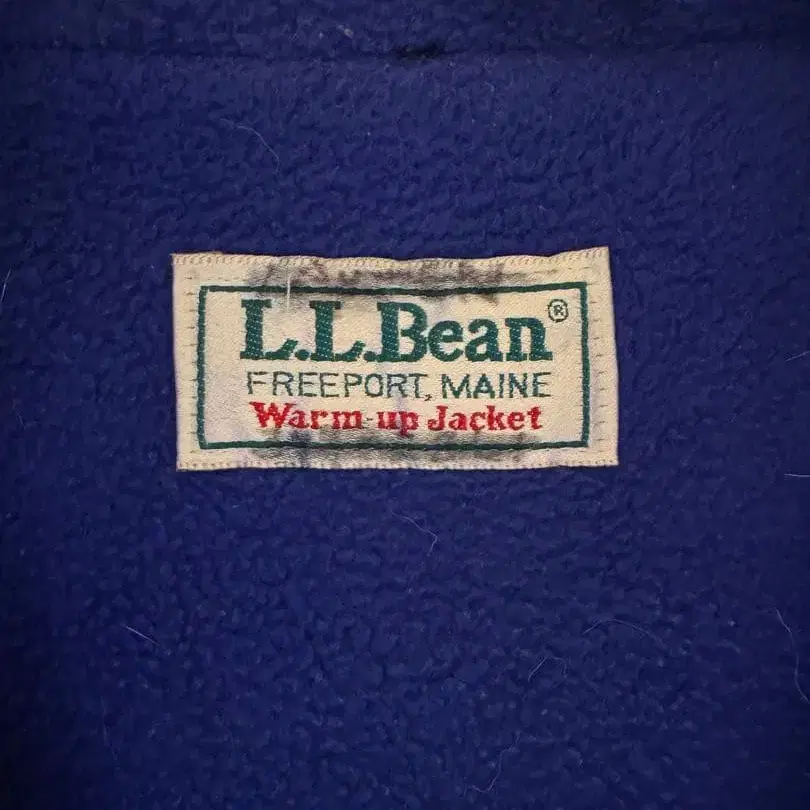 L.L.Bean®
FREEPORT, MAINE
Warm-up Jacket